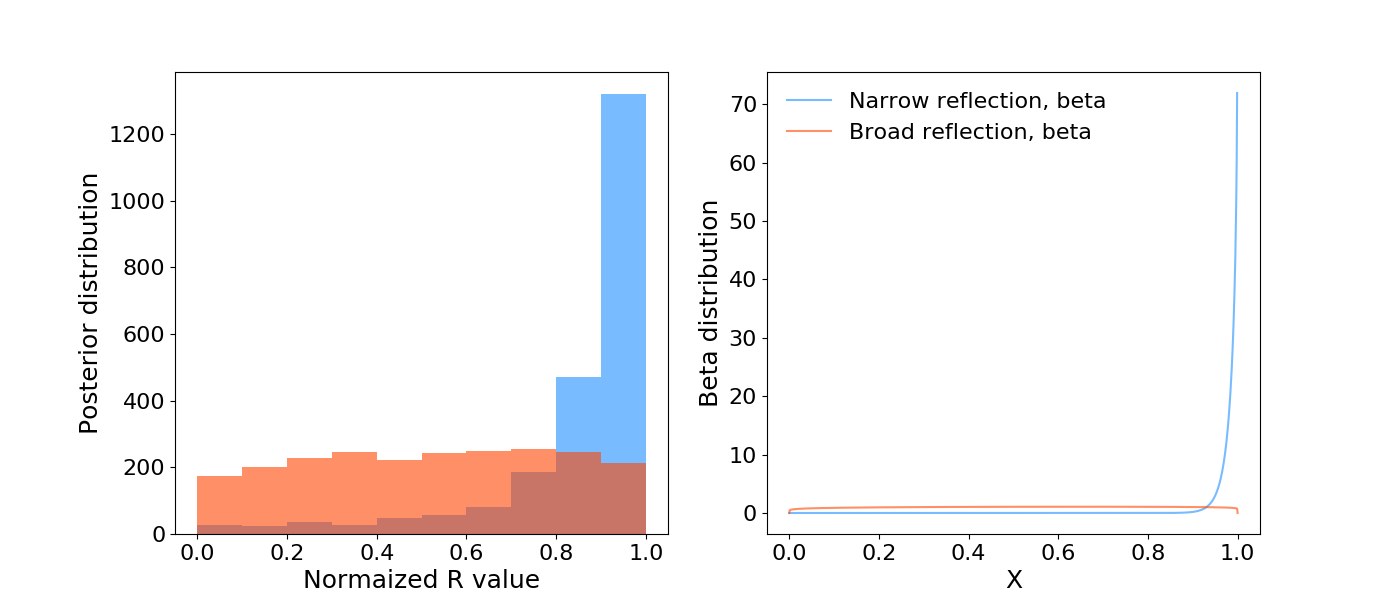 Posterior distribution
1200
1000
800
600
400
200
0
0.0 0.2 0.4 0.6 0.8 1.0
Normaized R value
Beta distribution
70
60
50
40
30
20
10
0
Narrow reflection, beta
Broad reflection, beta
0.0 0.2 0.4 0.6 0.8 1.0
X